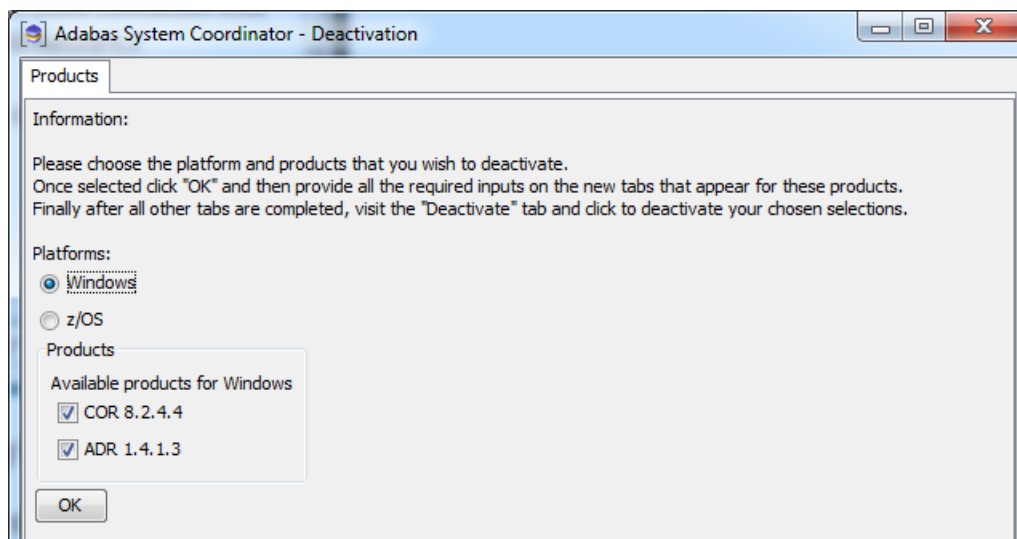 Adabas System Coordinator - Deactivation
Products
Information:
Please choose the platform and products that you wish to deactivate.
Once selected click "OK" and then provide all the required inputs on the new tabs that appear for these products.
Finally after all other tabs are completed, visit the "Deactivate" tab and click to deactivate your chosen selections.
Platforms:
Windows
z/OS
Products
Available products for Windows
COR 8.2.4.4
ADR 1.4.1.3
OK